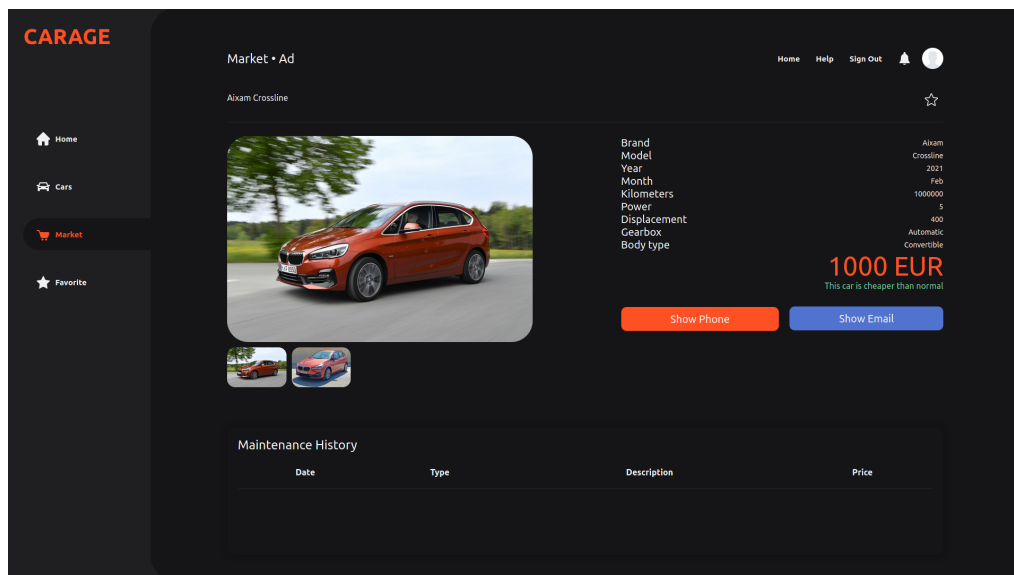 CARAGE
Home
Cars
Market
Favorite
Market • Ad
Home Help Sign Out
Aixam Crossline
Brand Aixam
Model Crossline
Year 2021
Month Feb
Kilometers 1000000
Power 5
Displacement 400
Gearbox Automatic
Body type Convertible
1000 EUR
This car is cheaper than normal
Show Phone Show Email
Maintenance History
Date Type Description Price